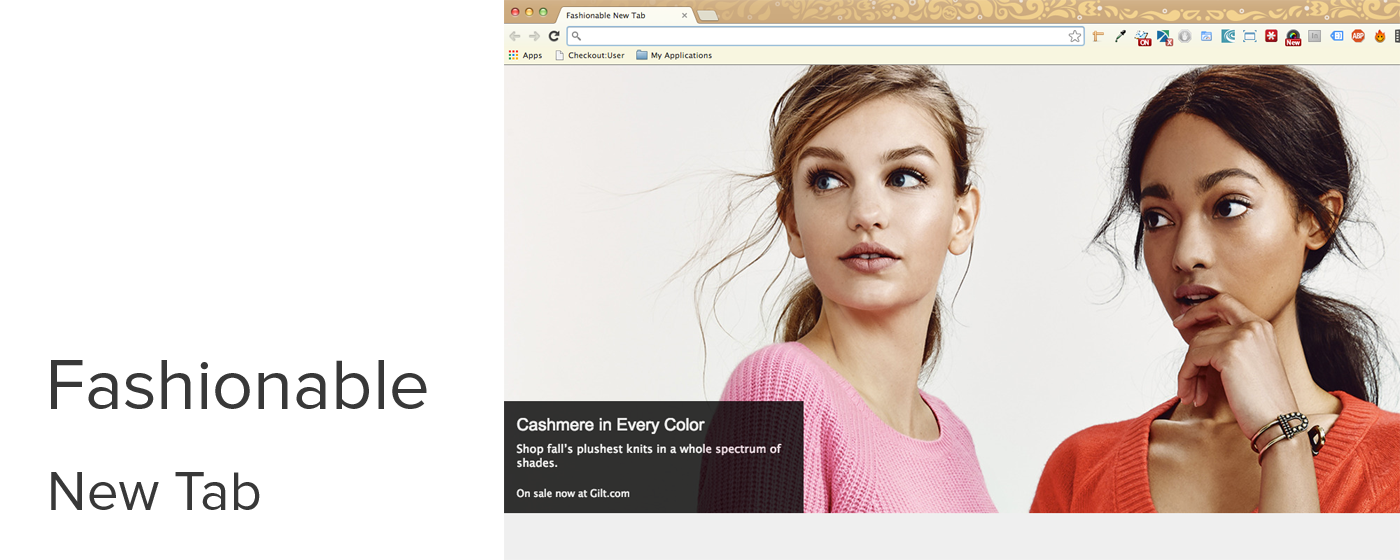 Fashionable New Tab
Apps
Checkout:User
My Applications
ON
X
New
ABP
Fashionable
New Tab
Cashmere in Every Color
Shop fall's plushest knits in a whole spectrum of
shades.
On sale now at Gilt.com